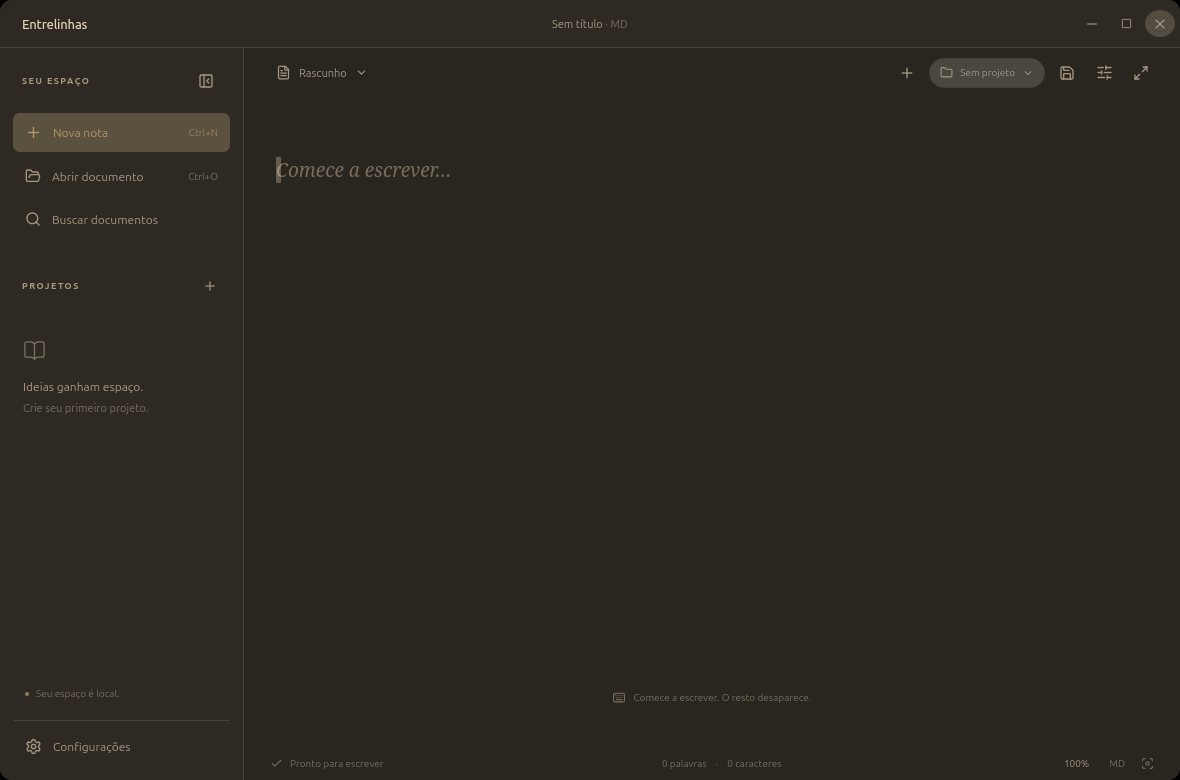 Entrelinhas
Sem título · MD
SEU ESPAÇO
Rascunho
Sem projeto
Nova nota Ctrl+N
Abrir documento Ctrl+O
Buscar documentos
Comece a escrever...
PROJETOS
Ideias ganham espaço.
Crie seu primeiro projeto.
Seu espaço é local.
Configurações
Comece a escrever. O resto desaparece.
Pronto para escrever
0 palavras · 0 caracteres
100% MD